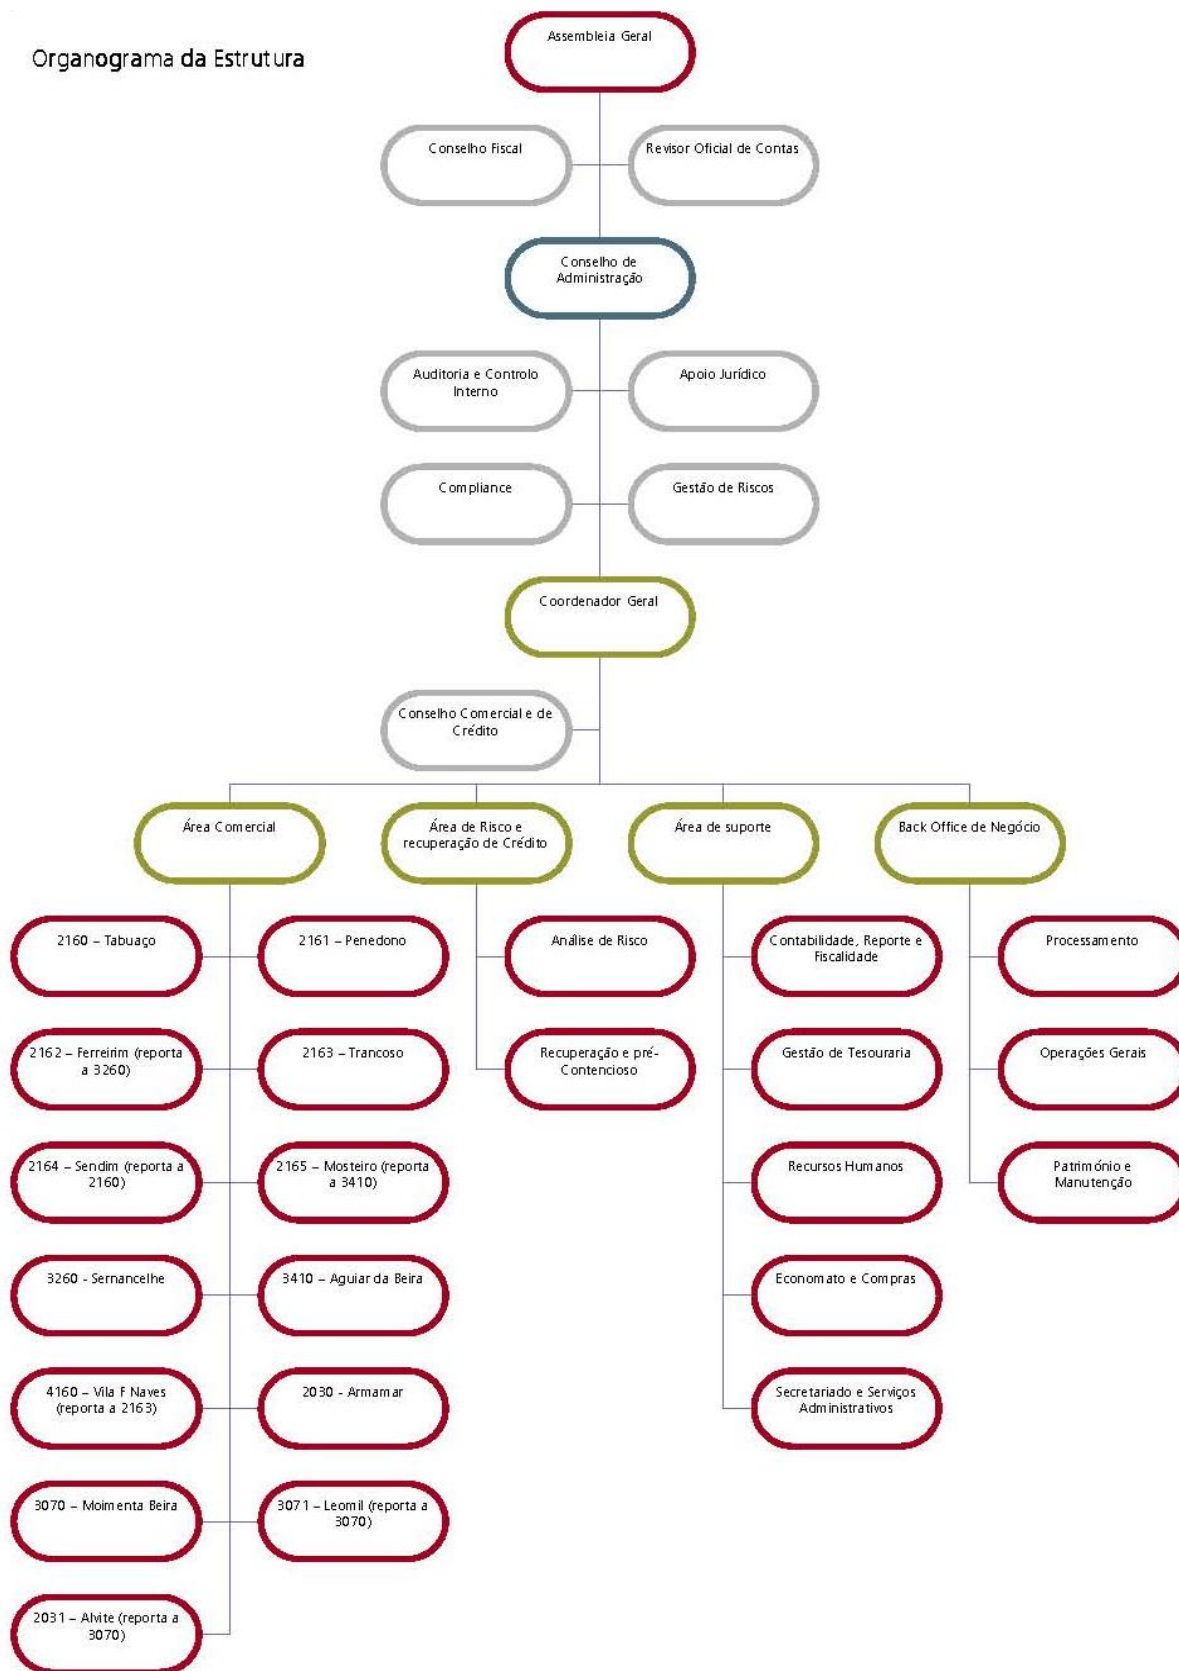 Organograma da Estrutura
Assembleia Geral
Conselho Fiscal
Revisor Oficial de Contas
Conselho de
Administração
Auditoria e Controlo
Interno
Apoio Jurídico
Compliance
Gestão de Riscos
Coordenador Geral
Conselho Comercial e de
Crédito
Área Comercial
Área de Risco e
recuperação de Crédito
Área de suporte
Back Office de Negócio
2160 – Tabuaço
2161 – Penedono
Análise de Risco
Contabilidade, Reporte e
Fiscalidade
Processamento
2162 – Ferreirim (reporta
a 3260)
2163 – Trancoso
Recuperação e pré-
Contencioso
Gestão de Tesouraria
Operações Gerais
2164 – Sendim (reporta a
2160)
2165 – Mosteiro (reporta
a 3410)
Recursos Humanos
Património e
Manutenção
3260 - Sernancelhe
3410 – Aguiar da Beira
Economato e Compras
4160 – Vila F Naves
(reporta a 2163)
2030 - Armamar
Secretariado e Serviços
Administrativos
3070 – Moimenta Beira
3071 – Leomil (reporta a
3070)
2031 – Alvite (reporta a
3070)